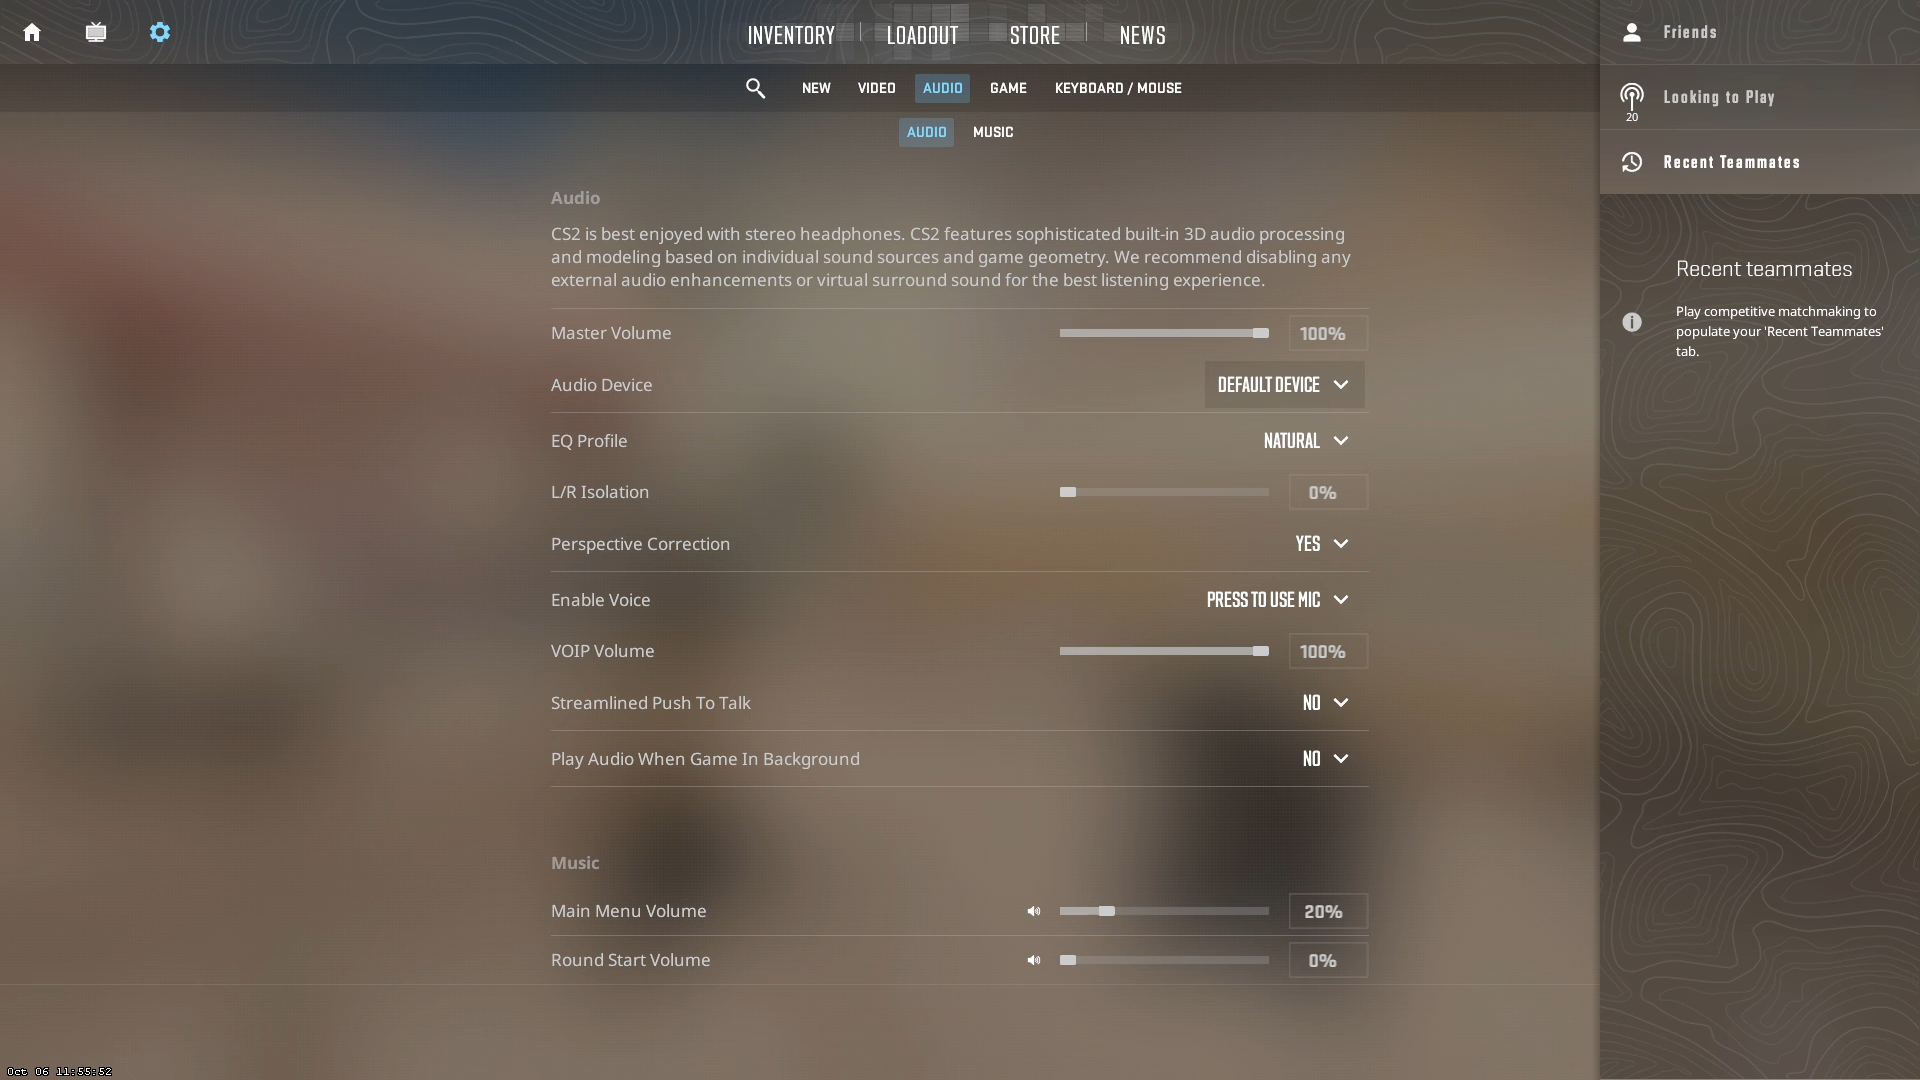 INVENTORY LOADOUT STORE NEWS
NEW VIDEO AUDIO GAME KEYBOARD / MOUSE
AUDIO MUSIC
Audio
CS2 is best enjoyed with stereo headphones. CS2 features sophisticated built-in 3D audio processing
and modeling based on individual sound sources and game geometry. We recommend disabling any
external audio enhancements or virtual surround sound for the best listening experience.
Master Volume 100%
Audio Device DEFAULT DEVICE
EQ Profile NATURAL
L/R Isolation 0%
Perspective Correction YES
Enable Voice PRESS TO USE MIC
VOIP Volume 100%
Streamlined Push To Talk NO
Play Audio When Game In Background NO
Music
Main Menu Volume 20%
Round Start Volume 0%
Friends
Looking to Play
20
Recent Teammates
Recent teammates
Play competitive matchmaking to
populate your 'Recent Teammates'
tab.
Oct 06 11:55:52